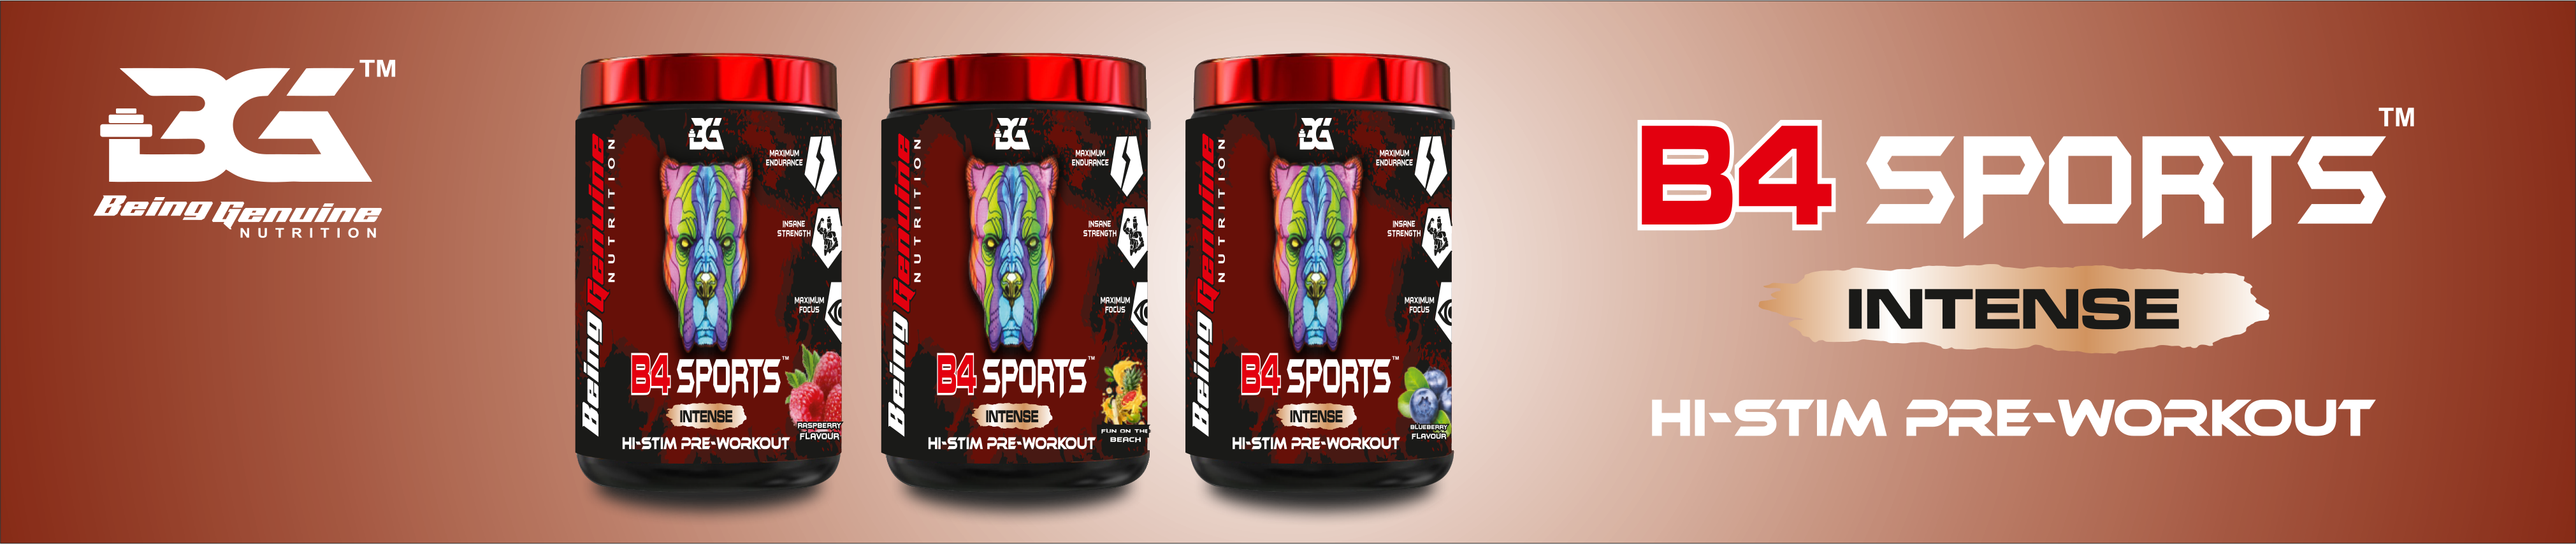 BG™
Being Genuine
NUTRITION
Being Genuine
NUTRITION
BG
MAXIMUM
ENDURANCE
INSANE
STRENGTH
MAXIMUM
FOCUS
B4 SPORTS™
INTENSE
HI-STIM PRE-WORKOUT
RASPBERRY
FLAVOUR
Being Genuine
NUTRITION
BG
MAXIMUM
ENDURANCE
INSANE
STRENGTH
MAXIMUM
FOCUS
B4 SPORTS™
INTENSE
HI-STIM PRE-WORKOUT
FUN ON THE
BEACH
Being Genuine
NUTRITION
BG
MAXIMUM
ENDURANCE
INSANE
STRENGTH
MAXIMUM
FOCUS
B4 SPORTS™
INTENSE
HI-STIM PRE-WORKOUT
BLUEBERRY
FLAVOUR
B4 SPORTS™
INTENSE
HI-STIM PRE-WORKOUT